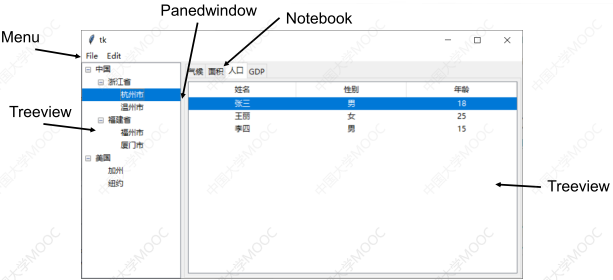 Panedwindow
Notebook
Menu
tk
File Edit
中国
浙江省
杭州市
温州市
福建省
福州市
厦门市
美国
加州
纽约
Treeview
气候 面积 人口 GDP
姓名 性别 年龄
张三 男 18
王丽 女 25
李四 男 15
Treeview
中国大学MOOC